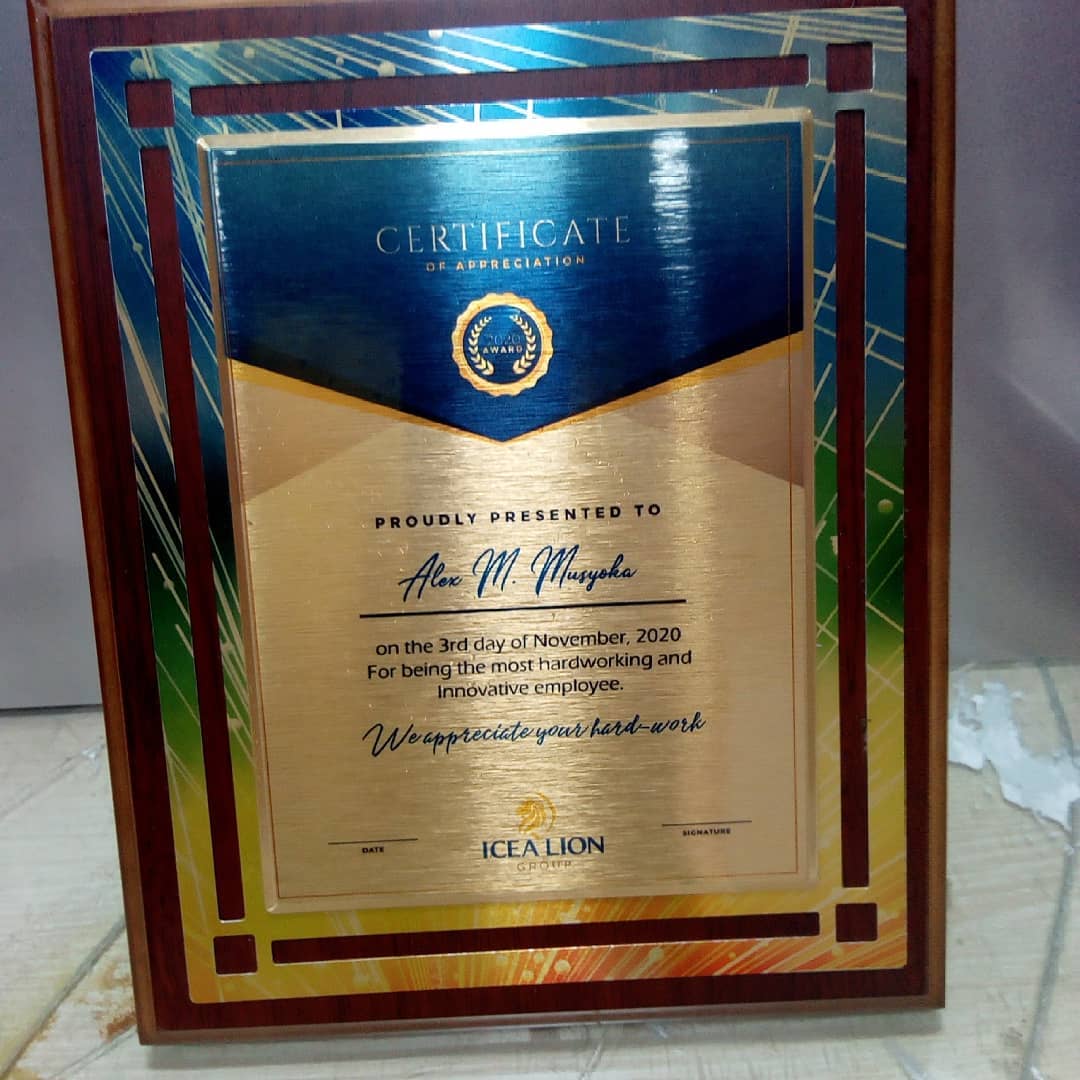 CERTIFICATE
OF APPRECIATION
2020
AWARD
PROUDLY PRESENTED TO
Alex M. Musyoka
on the 3rd day of November, 2020
For being the most hardworking and
Innovative employee.
We appreciate your hard-work
DATE
ICEA LION
GROUP
SIGNATURE